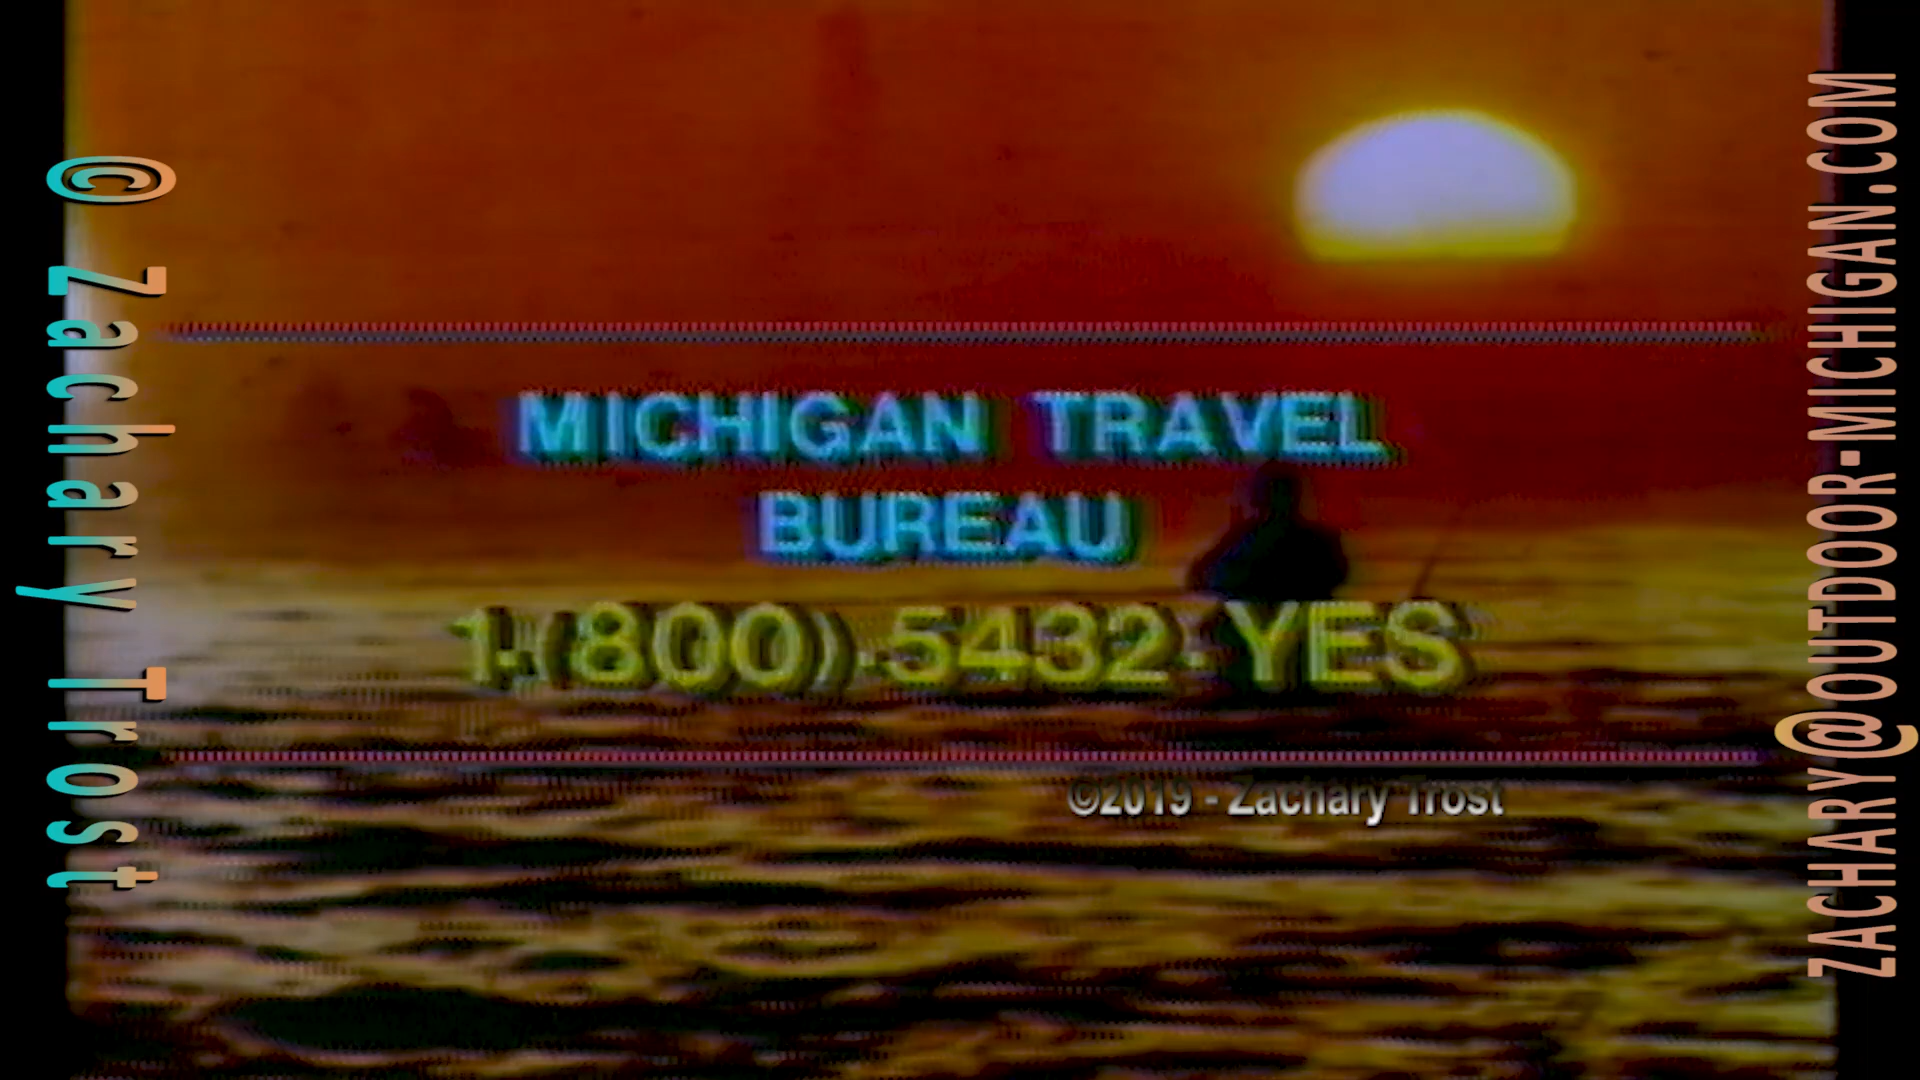 © Zachary Trost
MICHIGAN TRAVEL
BUREAU
1-(800)-5432-YES
©2019 - Zachary Trost
ZACHARY@OUTDOOR-MICHIGAN.COM